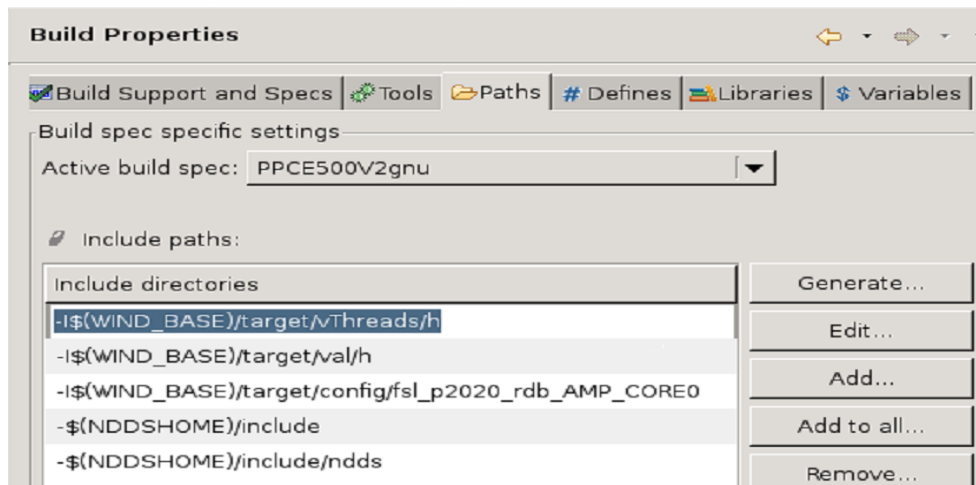 Build Properties
Build Support and Specs Tools Paths # Defines Libraries $ Variables
Build spec specific settings
Active build spec: PPCE500V2gnu
Include paths:
Include directories
Generate...
-I$(WIND_BASE)/target/vThreads/h
Edit...
-I$(WIND_BASE)/target/val/h
Add...
-I$(WIND_BASE)/target/config/fsl_p2020_rdb_AMP_CORE0
-$(NDDSHOME)/include
Add to all...
-$(NDDSHOME)/include/ndds
Remove...